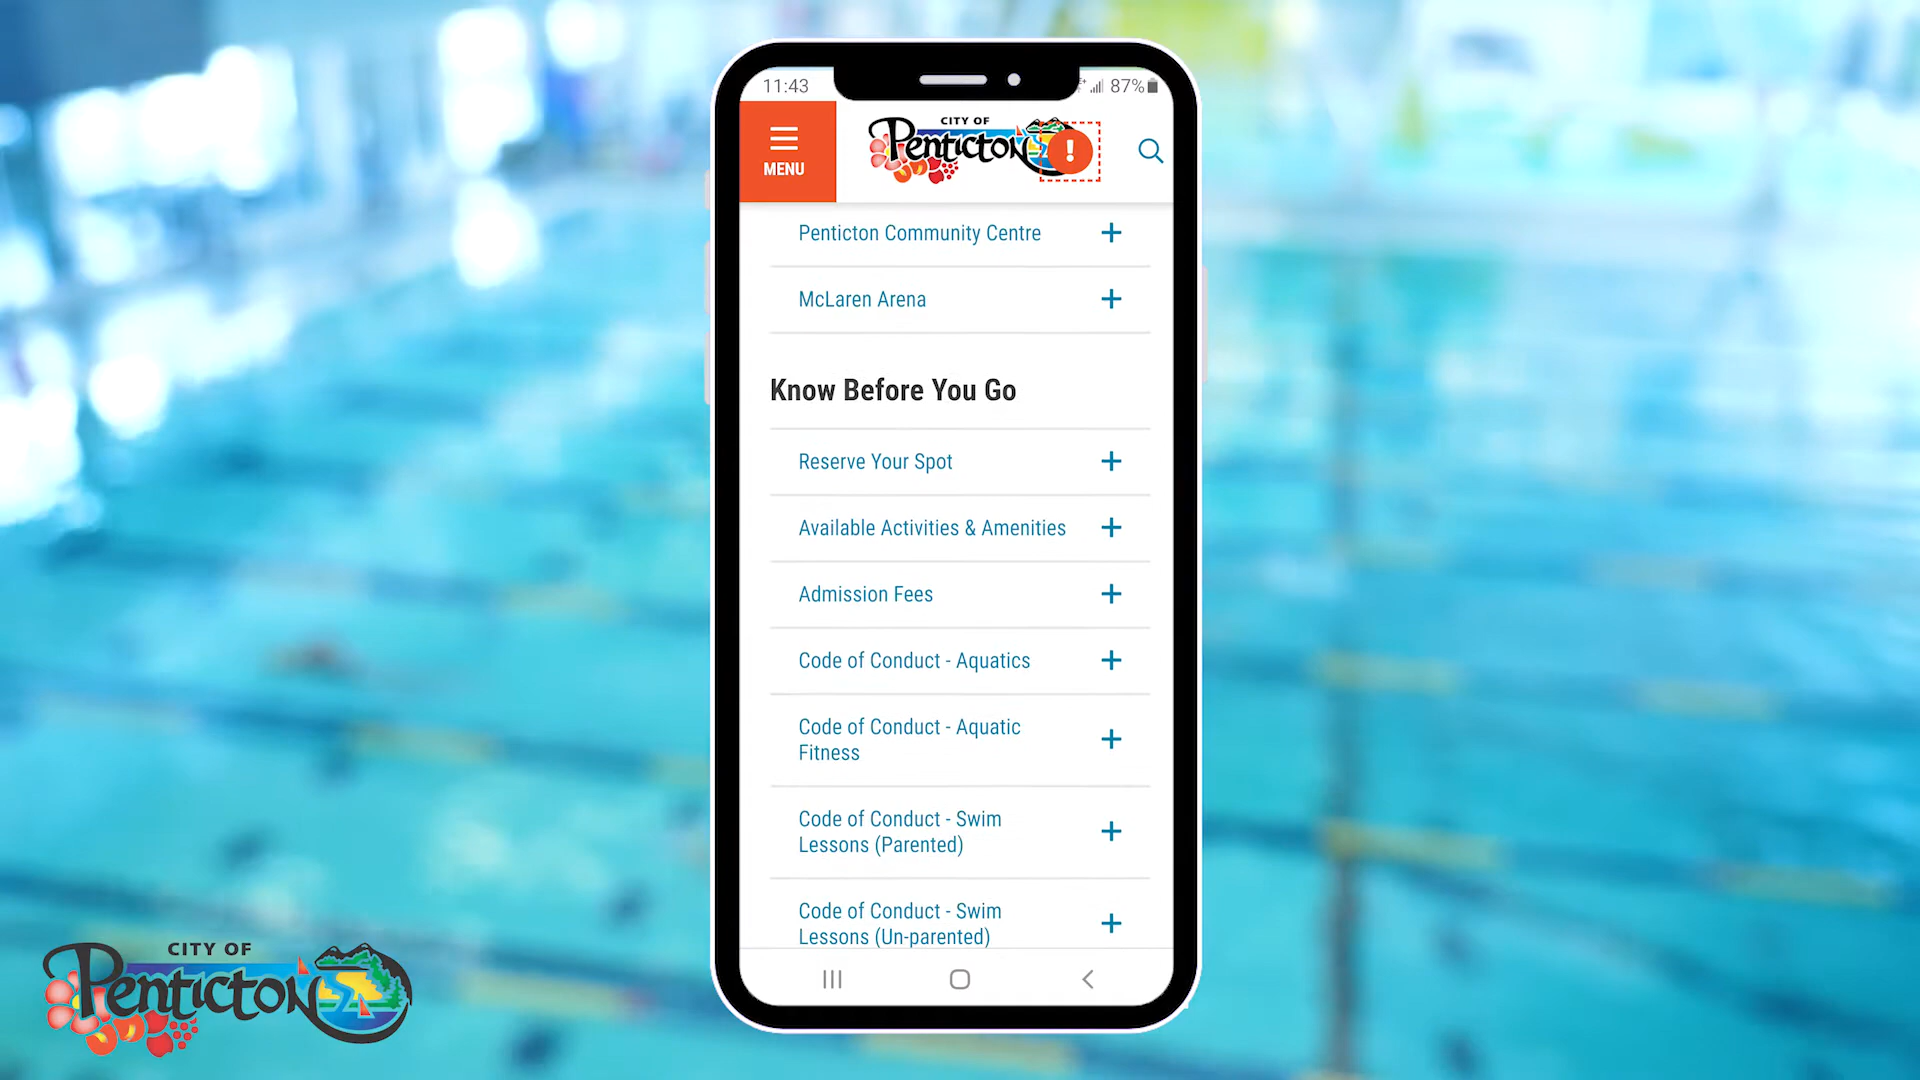 11:43
87%
MENU
CITY OF
Penticton
!
Penticton Community Centre
McLaren Arena
Know Before You Go
Reserve Your Spot
Available Activities & Amenities
Admission Fees
Code of Conduct - Aquatics
Code of Conduct - Aquatic
Fitness
Code of Conduct - Swim
Lessons (Parented)
Code of Conduct - Swim
Lessons (Un-parented)
CITY OF
Penticton